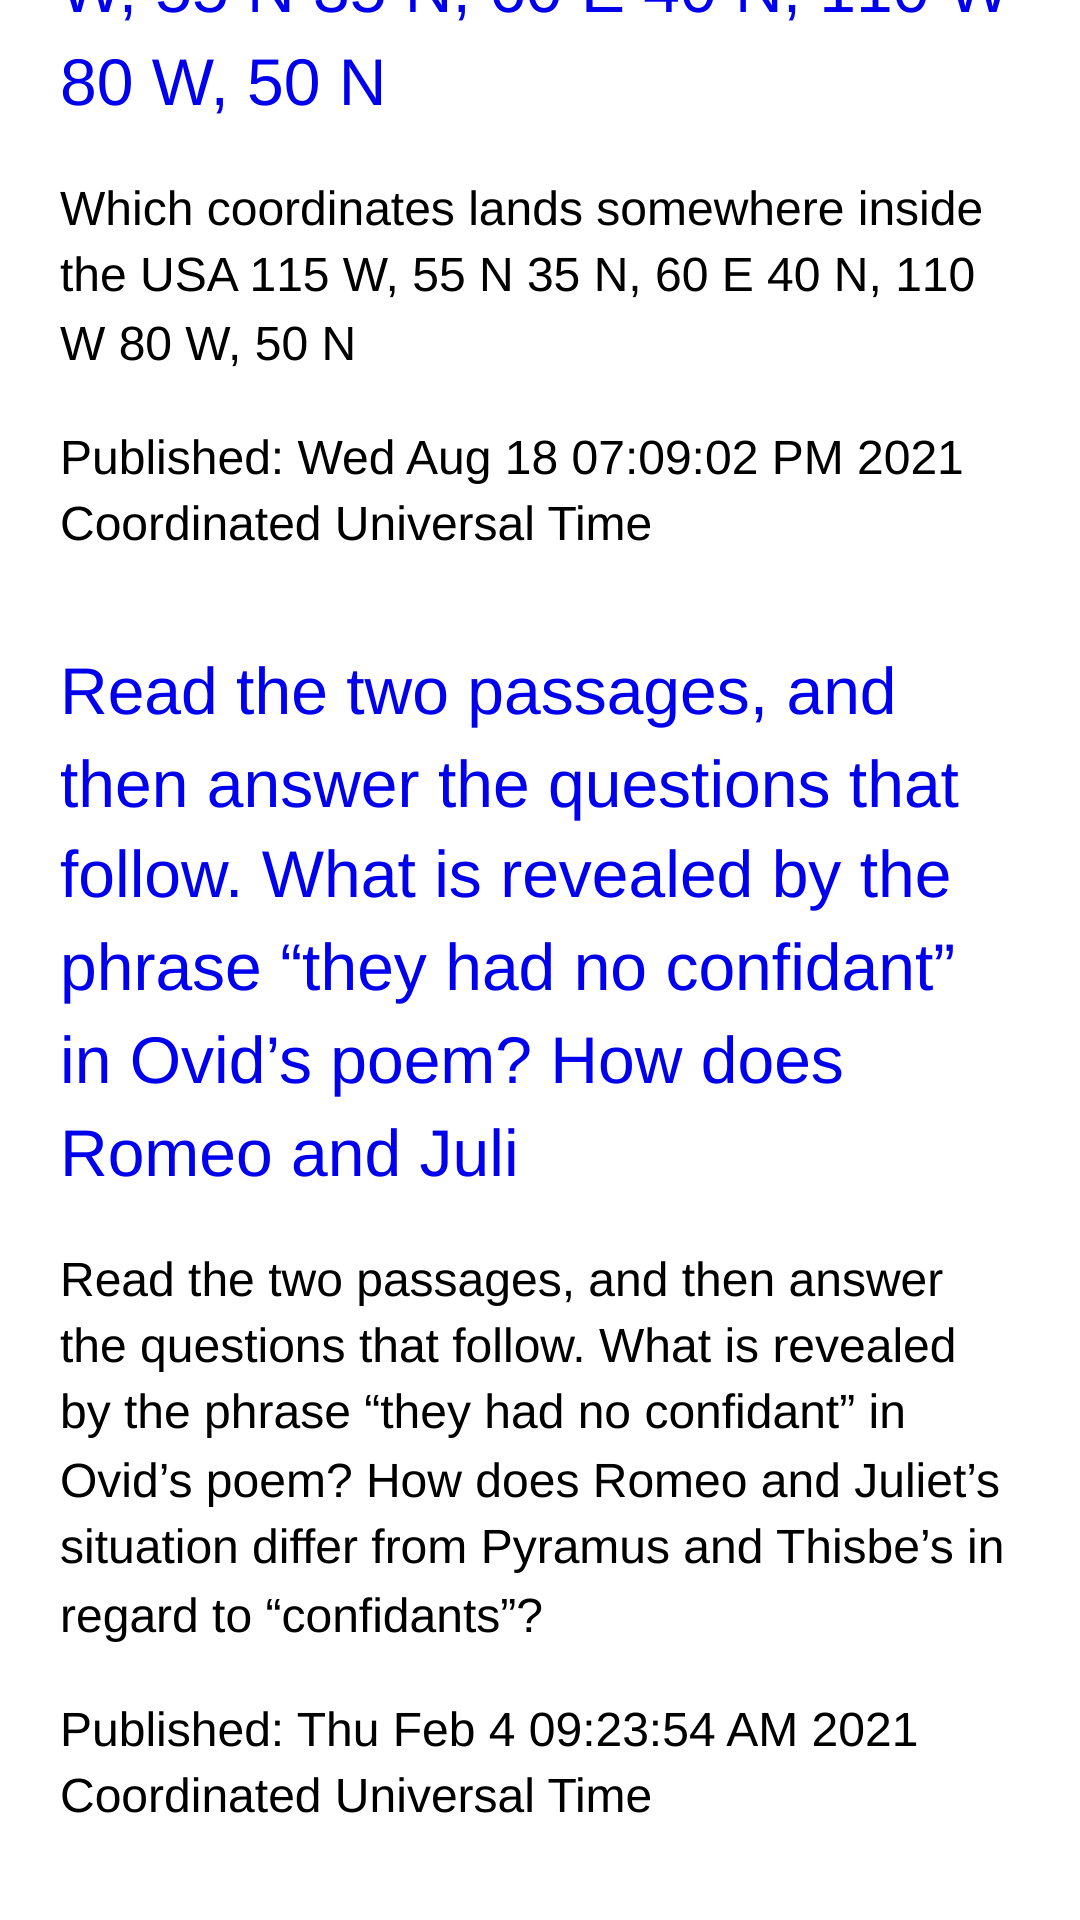 W, 55 N 35 N, 60 E 40 N, 110 W
80 W, 50 N
Which coordinates lands somewhere inside
the USA 115 W, 55 N 35 N, 60 E 40 N, 110
W 80 W, 50 N
Published: Wed Aug 18 07:09:02 PM 2021
Coordinated Universal Time
Read the two passages, and
then answer the questions that
follow. What is revealed by the
phrase “they had no confidant”
in Ovid’s poem? How does
Romeo and Juli
Read the two passages, and then answer
the questions that follow. What is revealed
by the phrase “they had no confidant” in
Ovid’s poem? How does Romeo and Juliet’s
situation differ from Pyramus and Thisbe’s in
regard to “confidants”?
Published: Thu Feb 4 09:23:54 AM 2021
Coordinated Universal Time